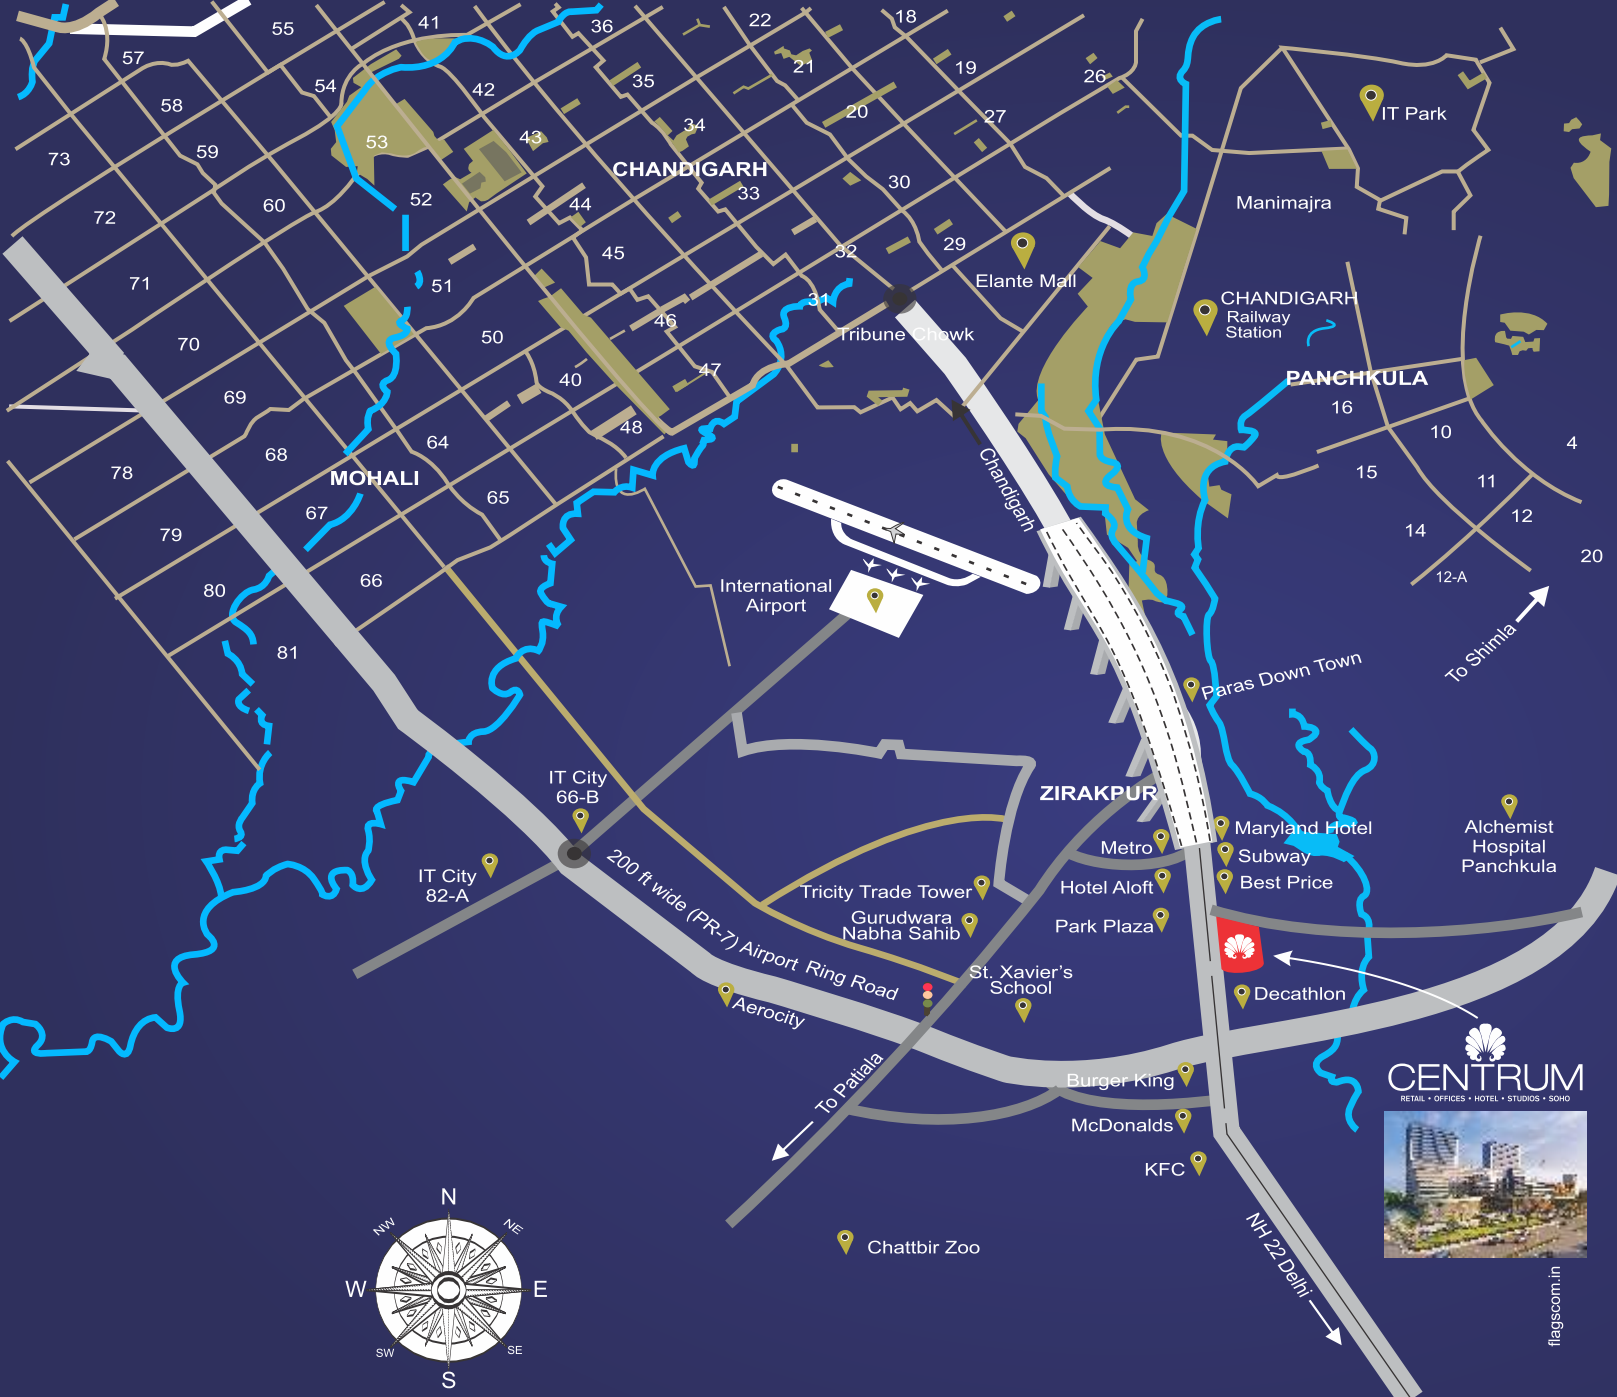 55
41
36
22
18
57
54
42
35
21
19
26
58
43
34
20
27
IT Park
73
59
53
CHANDIGARH
33
30
72
60
52
44
Manimajra
71
51
45
32
29
Elante Mall
31
CHANDIGARH
Railway
Station
70
50
46
Tribune Chowk
69
40
47
PANCHKULA
16
68
64
48
10
4
78
MOHALI
65
15
11
67
Chandigarh
79
14
12
80
66
International
Airport
12-A
20
81
To Shimla
Paras Down Town
IT City
66-B
ZIRAKPUR
Metro
Maryland Hotel
Subway
Alchemist
Hospital
Panchkula
IT City
82-A
200 ft wide (PR-7) Airport Ring Road
Tricity Trade Tower
Hotel Aloft
Best Price
Gurudwara
Nabha Sahib
Park Plaza
St. Xavier's
School
Decathlon
Aerocity
To Patiala
Burger King
CENTRUM
RETAIL • OFFICES • HOTEL • STUDIOS • SOHO
McDonalds
KFC
NH 22 Delhi
Chattbir Zoo
flagscom.in
N
NW
NE
W
E
SW
SE
S